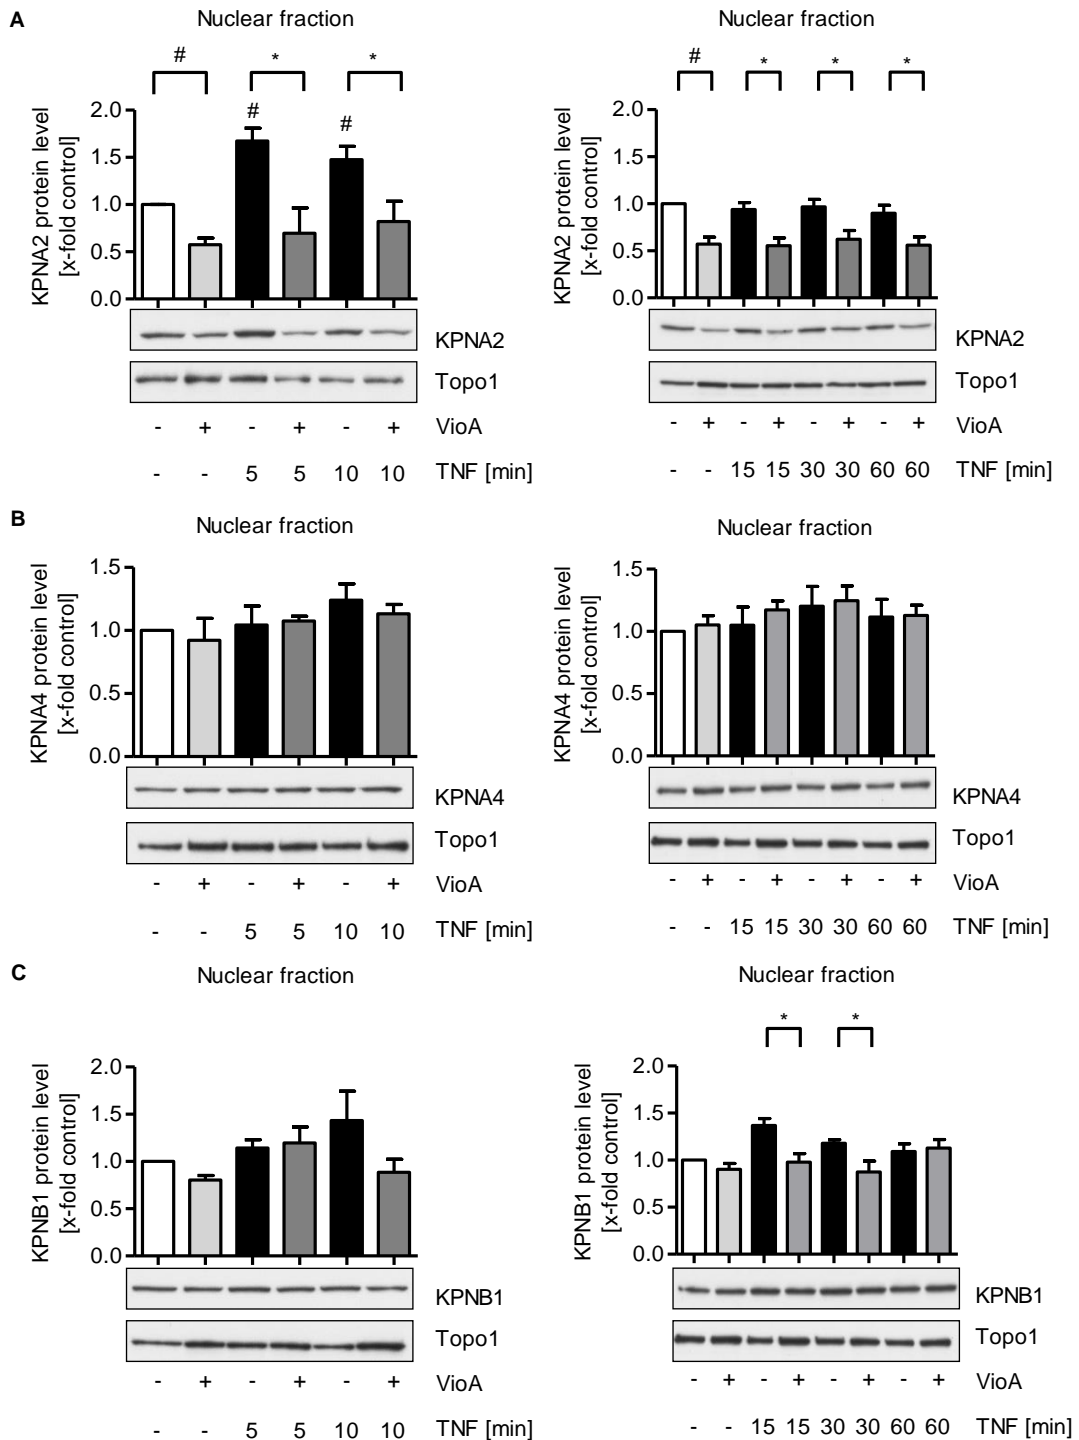 A
Nuclear fraction
# * *
# #
KPNA2 protein level
[x-fold control]
2.0
1.5
1.0
0.5
0.0
KPNA2
Topo1
- + - + - + VioA
- - 5 5 10 10 TNF [min]
Nuclear fraction
# * * *
KPNA2 protein level
[x-fold control]
2.0
1.5
1.0
0.5
0.0
KPNA2
Topo1
- + - + - + - + VioA
- - 15 15 30 30 60 60 TNF [min]
B
Nuclear fraction
KPNA4 protein level
[x-fold control]
1.5
1.0
0.5
0.0
KPNA4
Topo1
- + - + - + VioA
- - 5 5 10 10 TNF [min]
Nuclear fraction
KPNA4 protein level
[x-fold control]
1.5
1.0
0.5
0.0
KPNA4
Topo1
- + - + - + - + VioA
- - 15 15 30 30 60 60 TNF [min]
C
Nuclear fraction
KPNB1 protein level
[x-fold control]
2.0
1.5
1.0
0.5
0.0
KPNB1
Topo1
- + - + - + VioA
- - 5 5 10 10 TNF [min]
Nuclear fraction
* *
KPNB1 protein level
[x-fold control]
2.0
1.5
1.0
0.5
0.0
KPNB1
Topo1
- + - + - + - + VioA
- - 15 15 30 30 60 60 TNF [min]